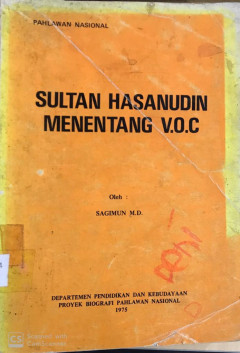 PAHLAWAN NASIONAL
SULTAN HASANUDIN
MENENTANG V.O.C
Oleh :
SAGIMUN M.D.
DEPARTEMEN PENDIDIKAN DAN KEBUDAYAAN
PROYEK BIOGRAFI PAHLAWAN NASIONAL
1975